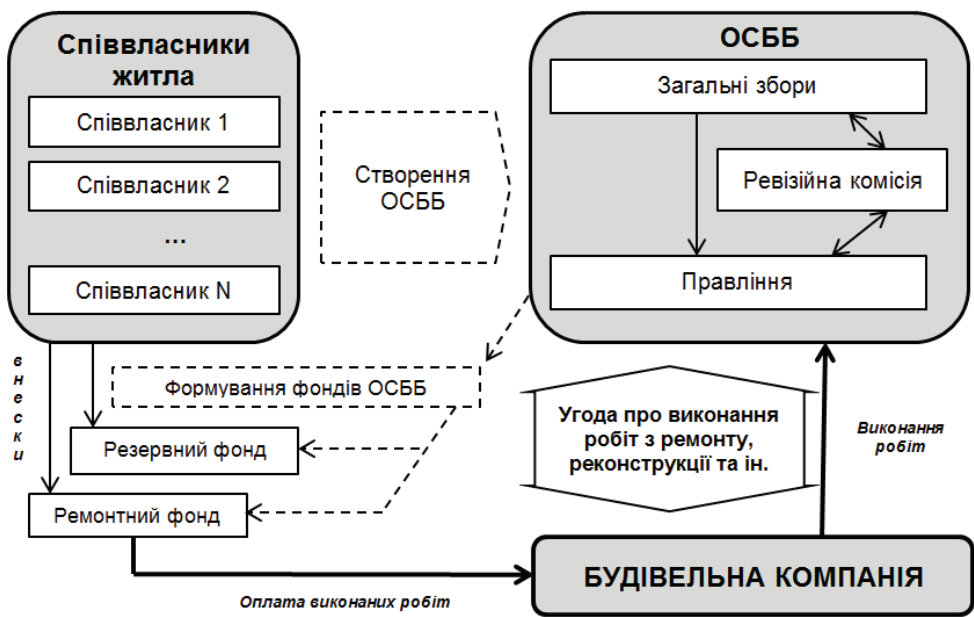 Співвласники
житла
Співвласник 1
Співвласник 2
...
Співвласник N
Створення
ОСББ
ОСББ
Загальні збори
Ревізійна комісія
Правління
внески
Формування фондів ОСББ
Резервний фонд
Ремонтний фонд
Угода про виконання
робіт з ремонту,
реконструкції та ін.
Виконання
робіт
БУДІВЕЛЬНА КОМПАНІЯ
Оплата виконаних робіт